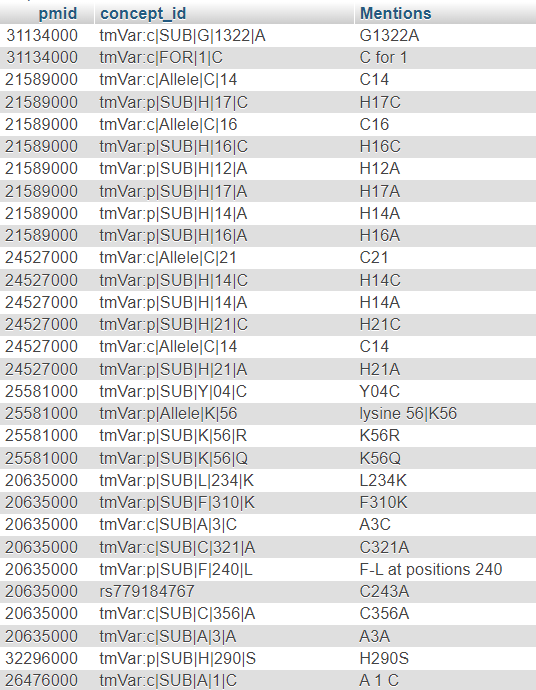 pmid concept_id Mentions
31134000 tmVar:c|SUB|G|1322|A G1322A
31134000 tmVar:c|FOR|1|C C for 1
21589000 tmVar:c|Allele|C|14 C14
21589000 tmVar:p|SUB|H|17|C H17C
21589000 tmVar:c|Allele|C|16 C16
21589000 tmVar:p|SUB|H|16|C H16C
21589000 tmVar:p|SUB|H|12|A H12A
21589000 tmVar:p|SUB|H|17|A H17A
21589000 tmVar:p|SUB|H|14|A H14A
21589000 tmVar:p|SUB|H|16|A H16A
24527000 tmVar:c|Allele|C|21 C21
24527000 tmVar:p|SUB|H|14|C H14C
24527000 tmVar:p|SUB|H|14|A H14A
24527000 tmVar:p|SUB|H|21|C H21C
24527000 tmVar:c|Allele|C|14 C14
24527000 tmVar:p|SUB|H|21|A H21A
25581000 tmVar:p|SUB|Y|04|C Y04C
25581000 tmVar:p|Allele|K|56 lysine 56|K56
25581000 tmVar:p|SUB|K|56|R K56R
25581000 tmVar:p|SUB|K|56|Q K56Q
20635000 tmVar:p|SUB|L|234|K L234K
20635000 tmVar:p|SUB|F|310|K F310K
20635000 tmVar:c|SUB|A|3|C A3C
20635000 tmVar:c|SUB|C|321|A C321A
20635000 tmVar:p|SUB|F|240|L F-L at positions 240
20635000 rs779184767 C243A
20635000 tmVar:c|SUB|C|356|A C356A
20635000 tmVar:c|SUB|A|3|A A3A
32296000 tmVar:p|SUB|H|290|S H290S
26476000 tmVar:c|SUB|A|1|C A 1 C